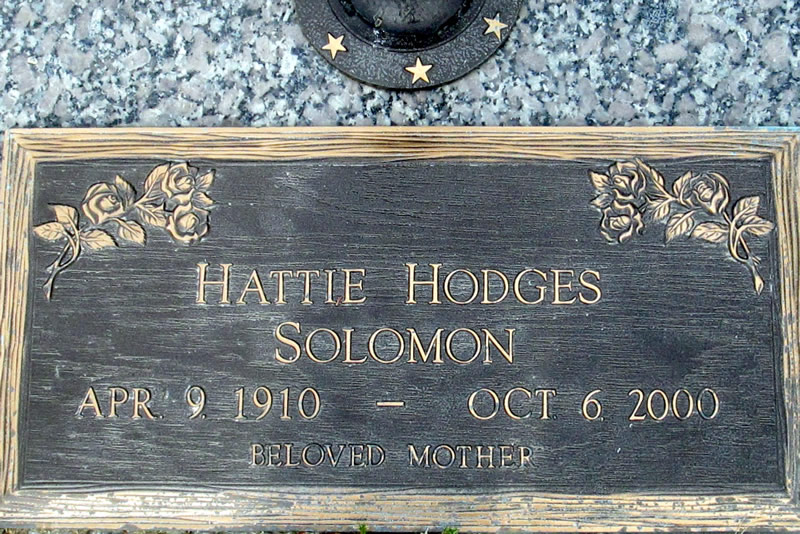 HATTIE HODGES
SOLOMON
APR. 9. 1910 – OCT. 6. 2000
BELOVED MOTHER